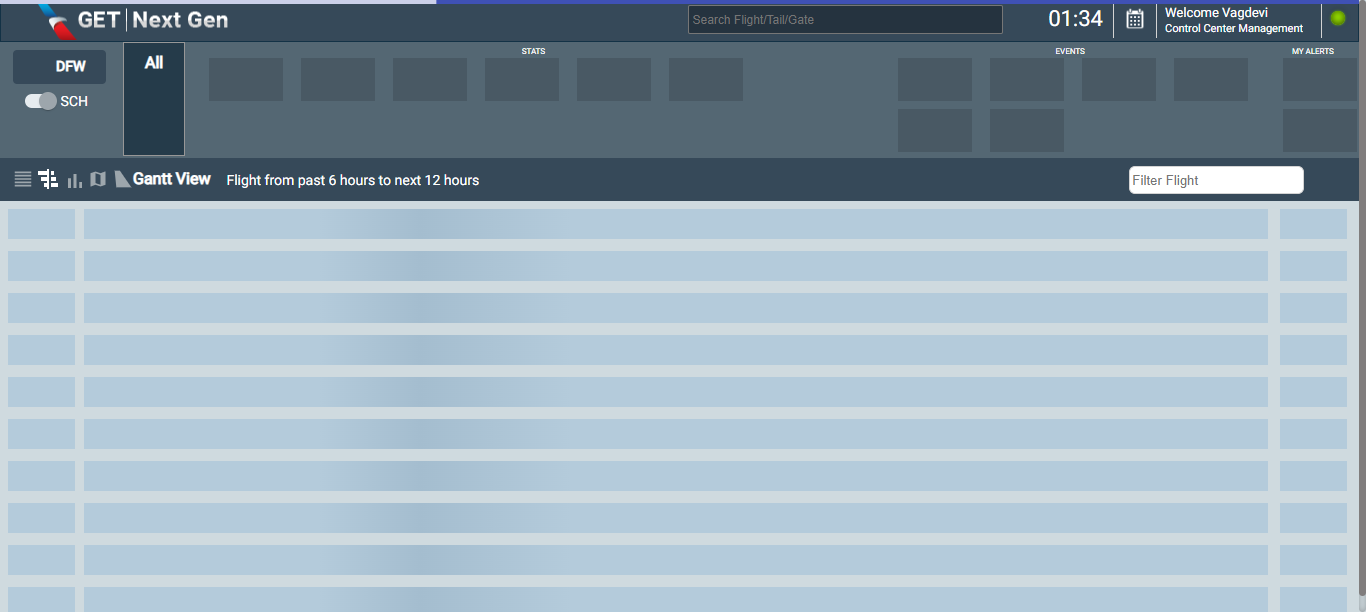 GET | Next Gen
Search Flight/Tail/Gate
01:34
Welcome Vagdevi
Control Center Management
DFW
SCH
All
STATS
EVENTS
MY ALERTS
Gantt View
Flight from past 6 hours to next 12 hours
Filter Flight